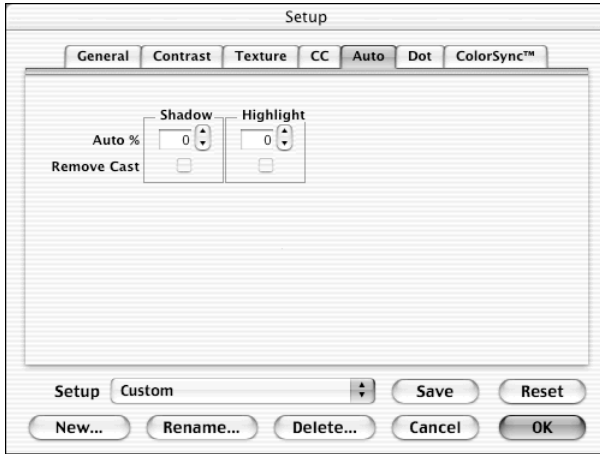 Setup
General Contrast Texture CC Auto Dot ColorSync™
Shadow Highlight
Auto % 0 0
Remove Cast
Setup Custom Save Reset
New... Rename... Delete... Cancel OK